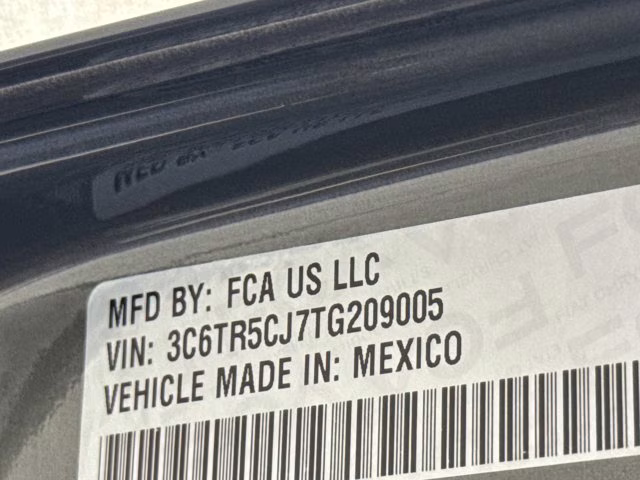 MFD BY: FCA US LLC
VIN: 3C6TR5CJ7TG209005
VEHICLE MADE IN: MEXICO